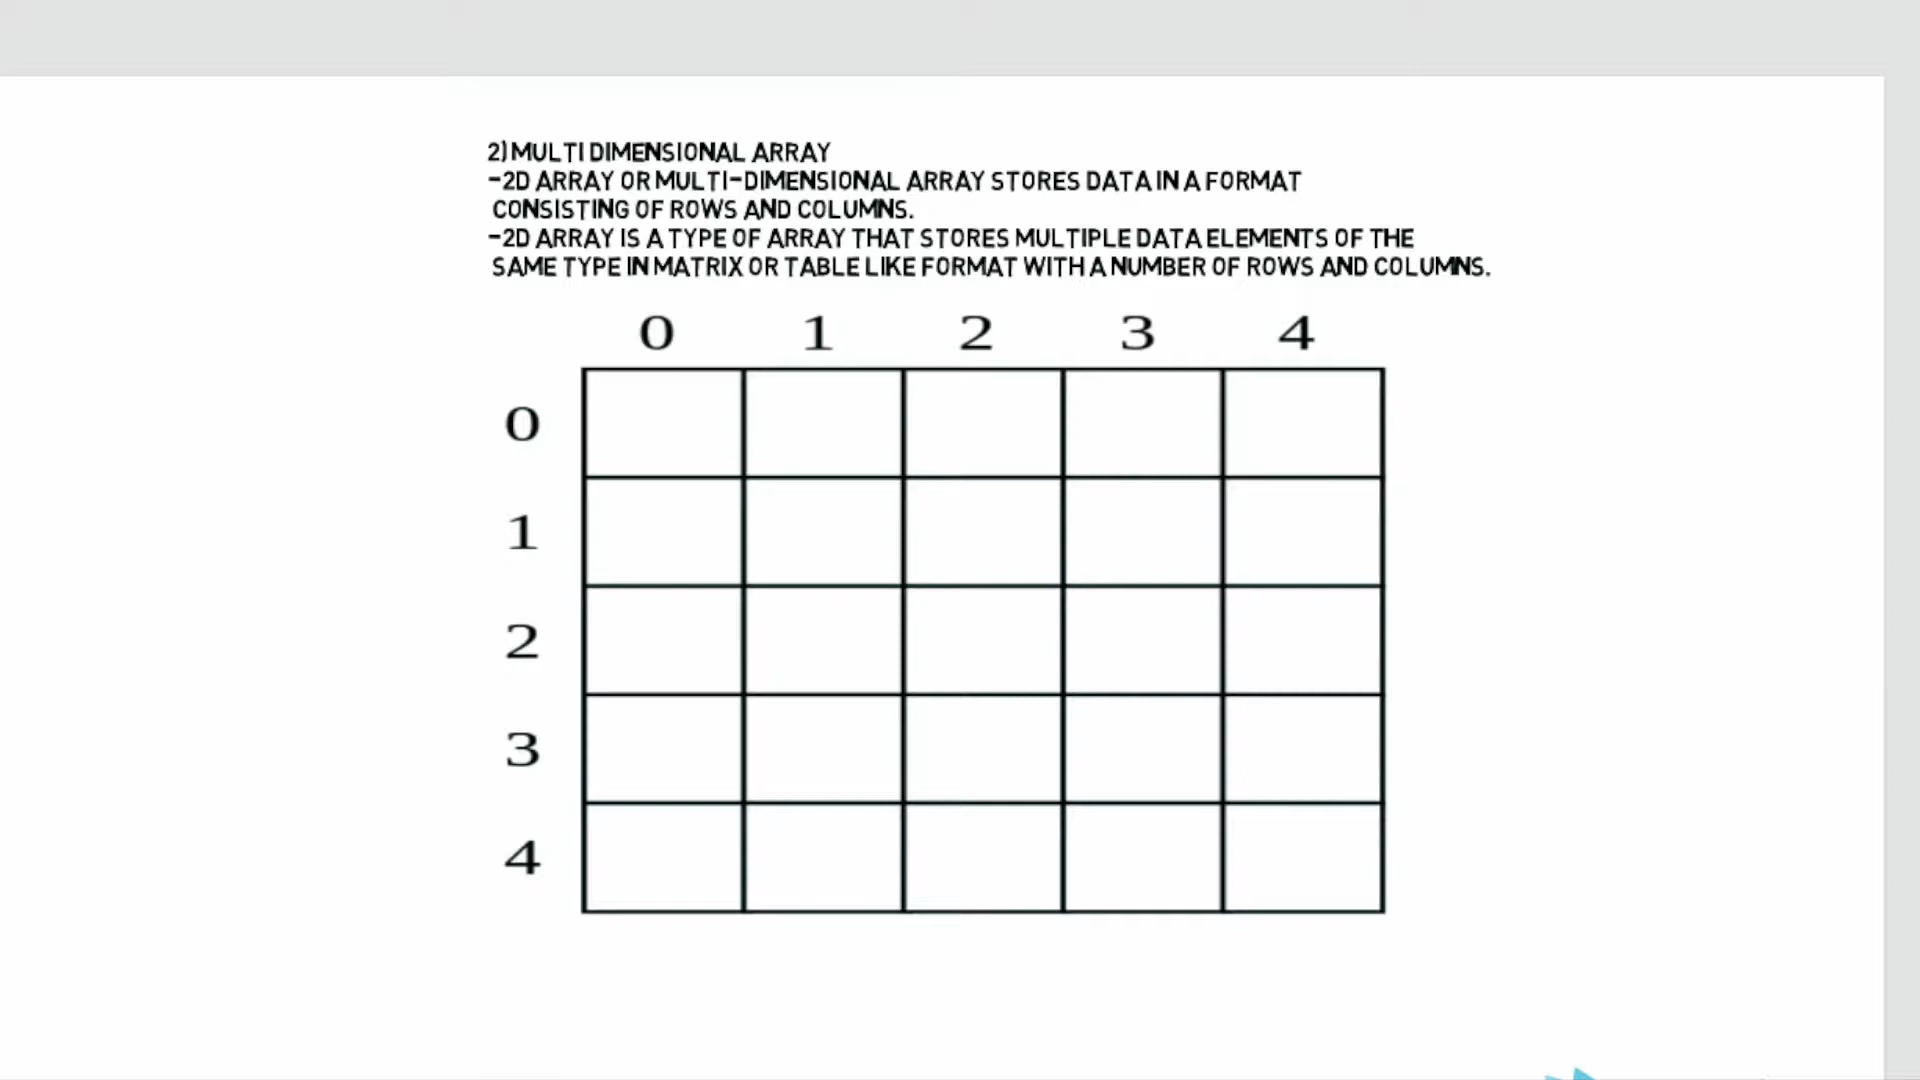 2) MULTI DIMENSIONAL ARRAY
-2D ARRAY OR MULTI-DIMENSIONAL ARRAY STORES DATA IN A FORMAT
CONSISTING OF ROWS AND COLUMNS.
-2D ARRAY IS A TYPE OF ARRAY THAT STORES MULTIPLE DATA ELEMENTS OF THE
SAME TYPE IN MATRIX OR TABLE LIKE FORMAT WITH A NUMBER OF ROWS AND COLUMNS.
0 1 2 3 4
0
1
2
3
4